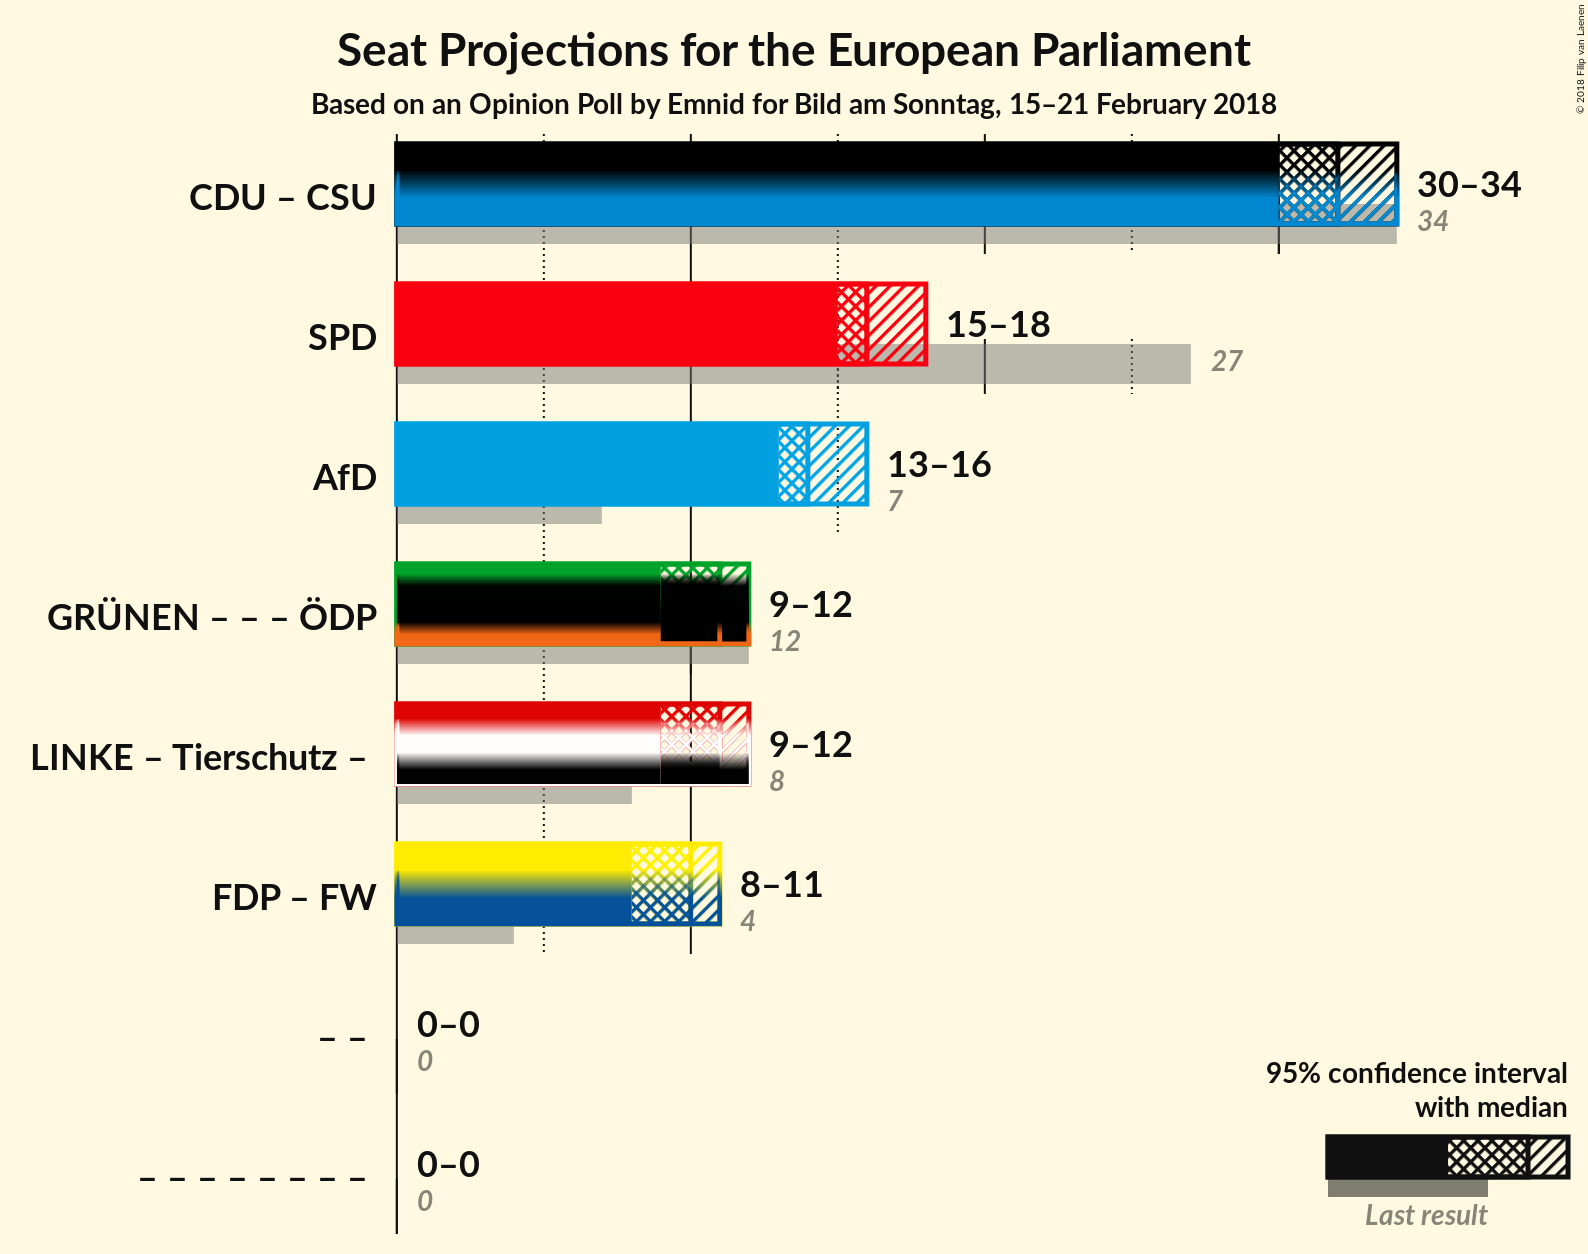 Seat Projections for the European Parliament
Based on an Opinion Poll by Emnid for Bild am Sonntag, 15–21 February 2018
© 2018 Filip van Laenen
CDU – CSU
30–34
34
SPD
15–18
27
AfD
13–16
7
GRÜNEN – – – ÖDP
9–12
12
LINKE – Tierschutz –
9–12
8
FDP – FW
8–11
4
– –
0–0
0
– – – – – – – –
0–0
0
95% confidence interval
with median
Last result